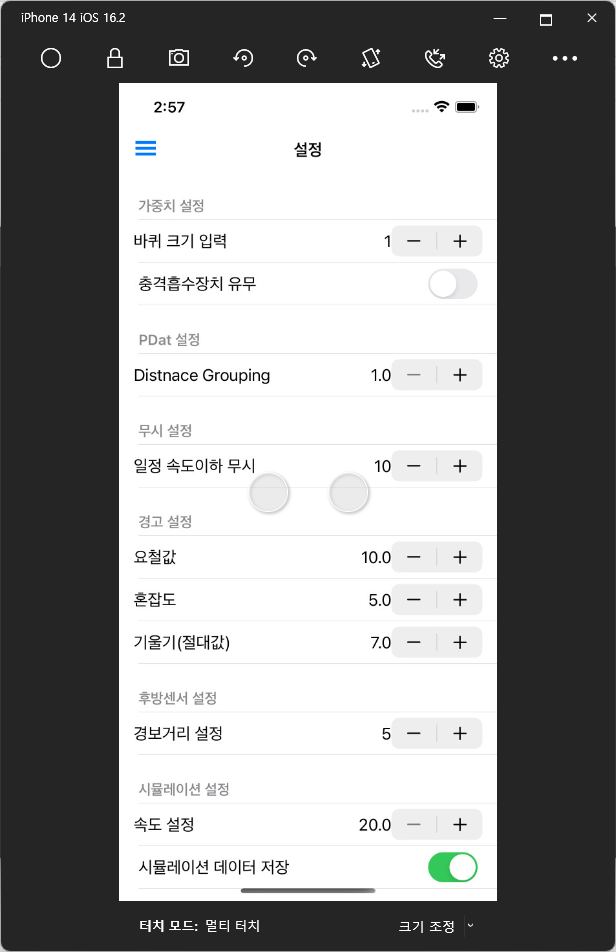 iPhone 14 iOS 16.2
2:57
설정
가중치 설정
바퀴 크기 입력 1
충격흡수장치 유무
PDat 설정
Distnace Grouping 1.0
무시 설정
일정 속도이하 무시 10
경고 설정
요철값 10.0
혼잡도 5.0
기울기(절대값) 7.0
후방센서 설정
경보거리 설정 5
시뮬레이션 설정
속도 설정 20.0
시뮬레이션 데이터 저장
터치 모드: 멀티 터치 크기 조정